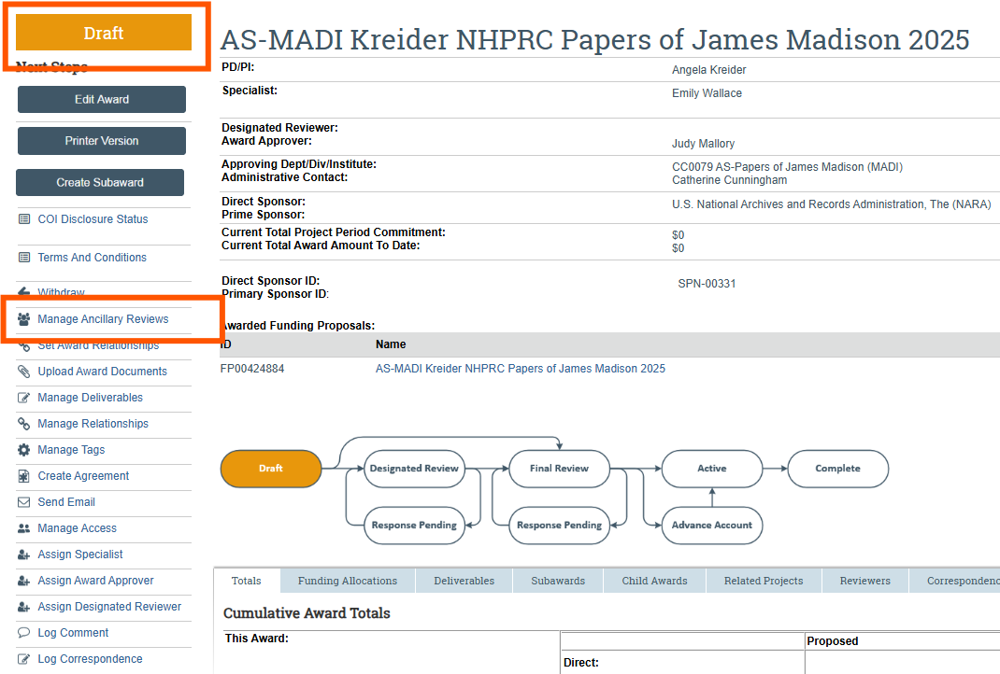 Draft
AS-MADI Kreider NHPRC Papers of James Madison 2025
Next Steps
Edit Award
Printer Version
Create Subaward
COI Disclosure Status
Terms And Conditions
Withdraw
Manage Ancillary Reviews
Set Award Relationships
Upload Award Documents
Manage Deliverables
Manage Relationships
Manage Tags
Create Agreement
Send Email
Manage Access
Assign Specialist
Assign Award Approver
Assign Designated Reviewer
Log Comment
Log Correspondence
PD/PI: Angela Kreider
Specialist: Emily Wallace
Designated Reviewer:
Award Approver: Judy Mallory
Approving Dept/Div/Institute: CC0079 AS-Papers of James Madison (MADI)
Administrative Contact: Catherine Cunningham
Direct Sponsor: U.S. National Archives and Records Administration, The (NARA)
Prime Sponsor:
Current Total Project Period Commitment: $0
Current Total Award Amount To Date: $0
Direct Sponsor ID: SPN-00331
Primary Sponsor ID:
Awarded Funding Proposals:
ID Name
FP00424884 AS-MADI Kreider NHPRC Papers of James Madison 2025
Draft Designated Review Final Review Active Complete
Response Pending Response Pending Advance Account
Totals Funding Allocations Deliverables Subawards Child Awards Related Projects Reviewers Correspondenc
Cumulative Award Totals
This Award: Proposed
Direct: